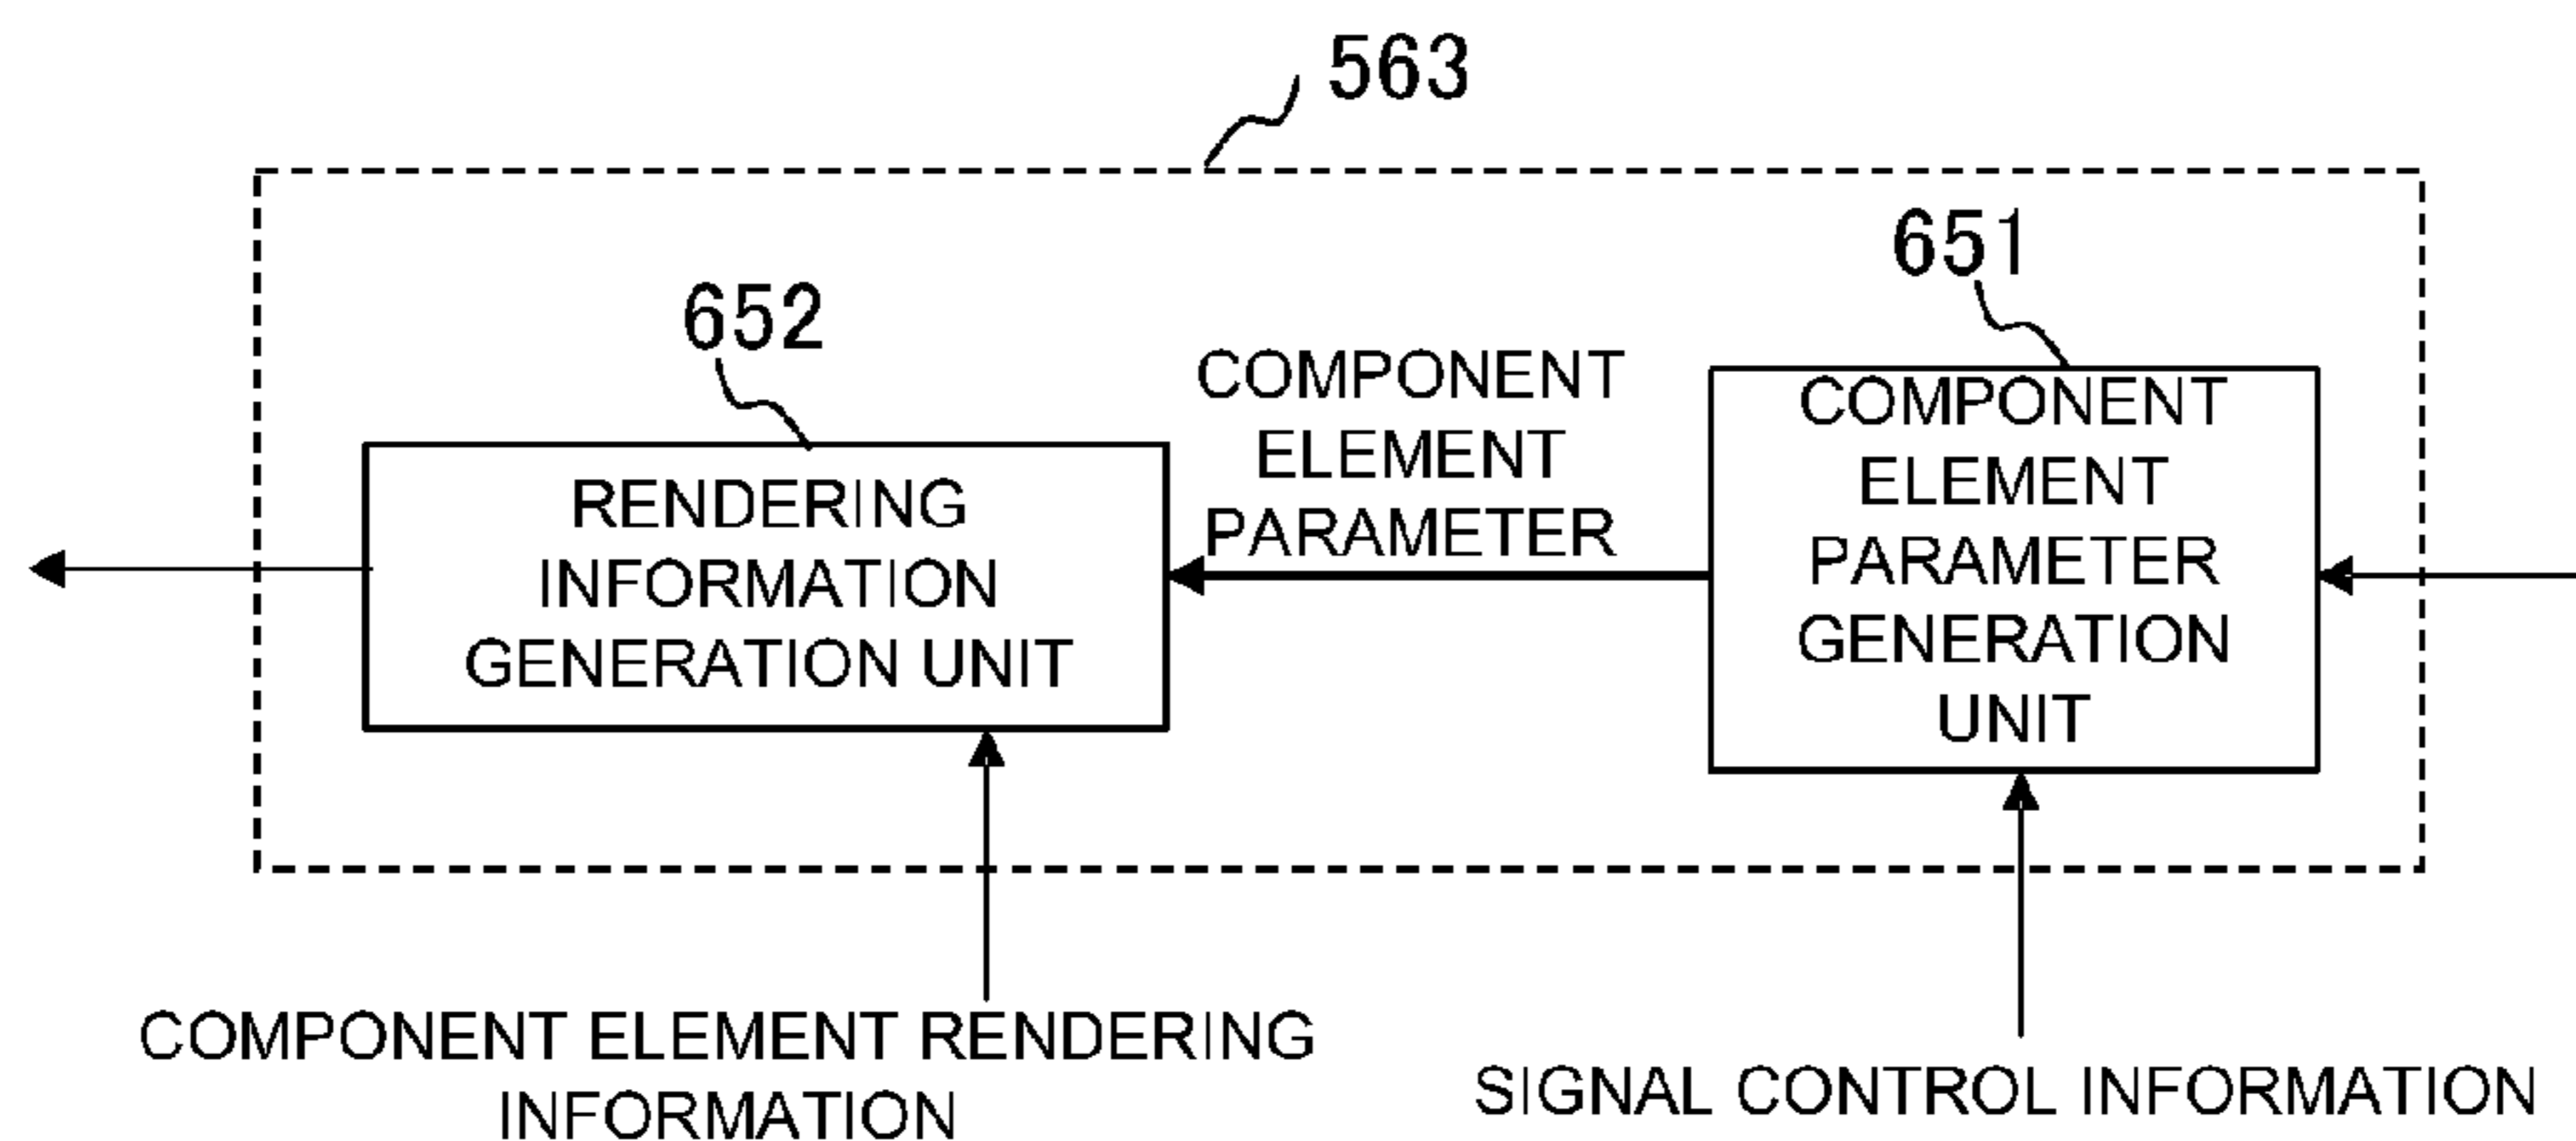 563
651
652
COMPONENT
ELEMENT
PARAMETER
COMPONENT
ELEMENT
PARAMETER
GENERATION
UNIT
RENDERING
INFORMATION
GENERATION UNIT
COMPONENT ELEMENT RENDERING
INFORMATION
SIGNAL CONTROL INFORMATION